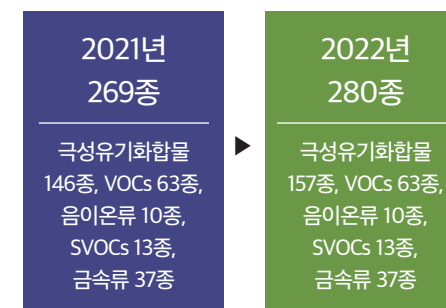 2021년
269종
극성유기화합물
146종, VOCs 63종,
음이온류 10종,
SVOCs 13종,
금속류 37종
▶
2022년
280종
극성유기화합물
157종, VOCs 63종,
음이온류 10종,
SVOCs 13종,
금속류 37종